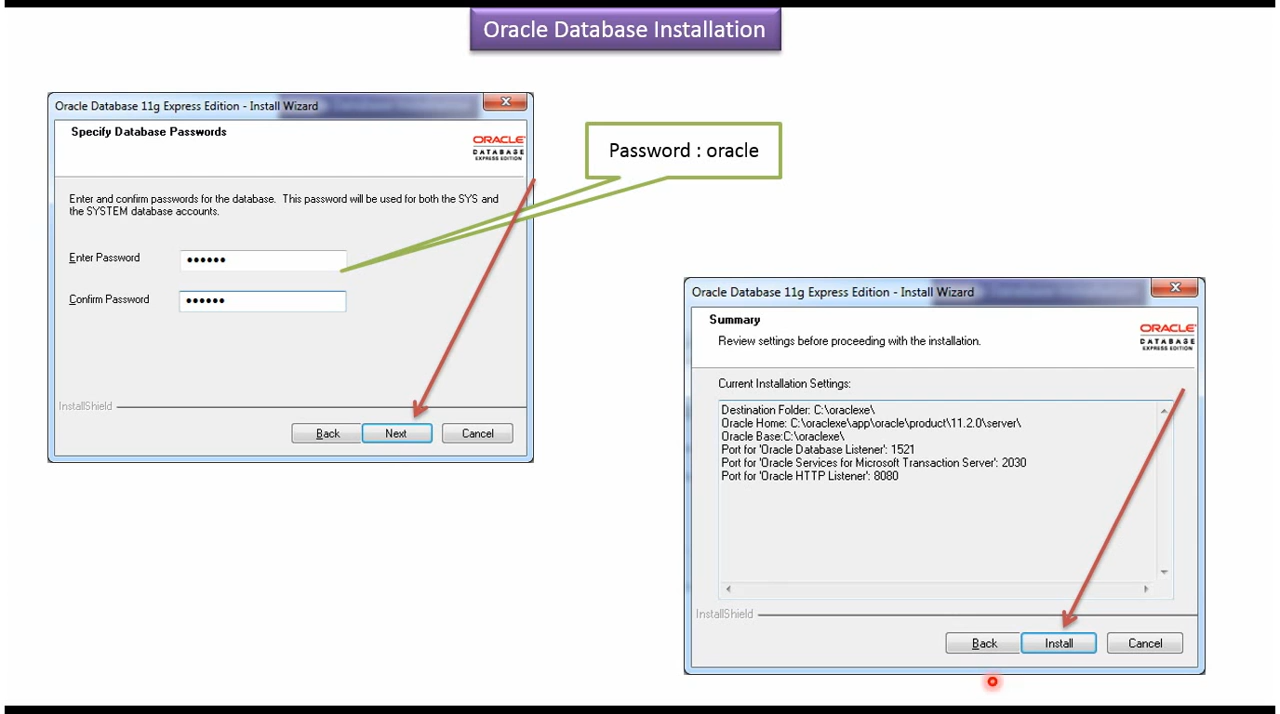 Oracle Database Installation
Oracle Database 11g Express Edition - Install Wizard
Specify Database Passwords
ORACLE
DATABASE
EXPRESS EDITION
Enter and confirm passwords for the database. This password will be used for both the SYS and
the SYSTEM database accounts.
Enter Password
Confirm Password
InstallShield
Back
Next
Cancel
Password : oracle
Oracle Database 11g Express Edition - Install Wizard
Summary
Review settings before proceeding with the installation.
ORACLE
DATABASE
EXPRESS EDITION
Current Installation Settings:
Destination Folder: C:\oraclexe\
Oracle Home: C:\oraclexe\app\oracle\product\11.2.0\server\
Oracle Base:C:\oraclexe\
Port for 'Oracle Database Listener': 1521
Port for 'Oracle Services for Microsoft Transaction Server': 2030
Port for 'Oracle HTTP Listener': 8080
InstallShield
Back
Install
Cancel